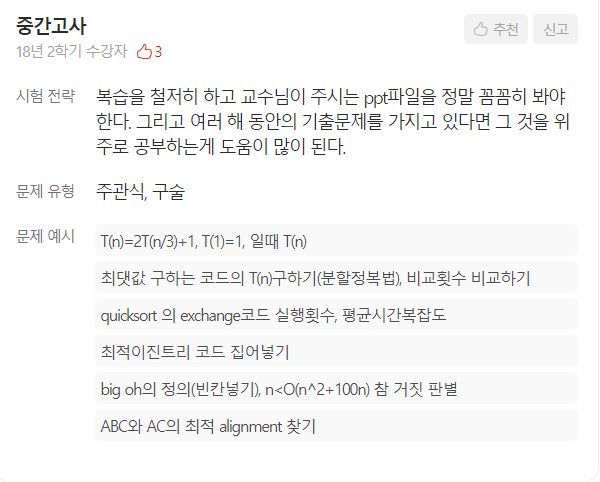 중간고사
추천
신고
18년 2학기 수강자 3
시험 전략
복습을 철저히 하고 교수님이 주시는 ppt파일을 정말 꼼꼼히 봐야
한다. 그리고 여러 해 동안의 기출문제를 가지고 있다면 그 것을 위
주로 공부하는게 도움이 많이 된다.
문제 유형
주관식, 구술
문제 예시
T(n)=2T(n/3)+1, T(1)=1, 일때 T(n)
최댓값 구하는 코드의 T(n)구하기(분할정복법), 비교횟수 비교하기
quicksort 의 exchange코드 실행횟수, 평균시간복잡도
최적이진트리 코드 집어넣기
big oh의 정의(빈칸넣기), n<O(n^2+100n) 참 거짓 판별
ABC와 AC의 최적 alignment 찾기